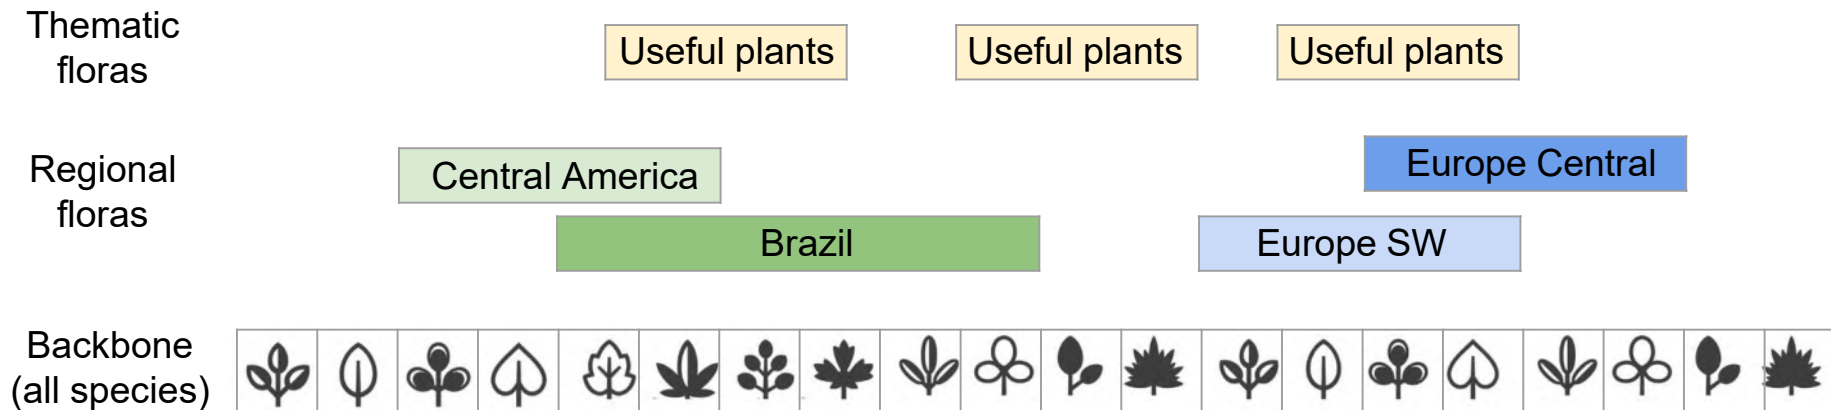 Thematic
floras
Useful plants
Useful plants
Useful plants
Regional
floras
Central America
Europe Central
Brazil
Europe SW
Backbone
(all species)